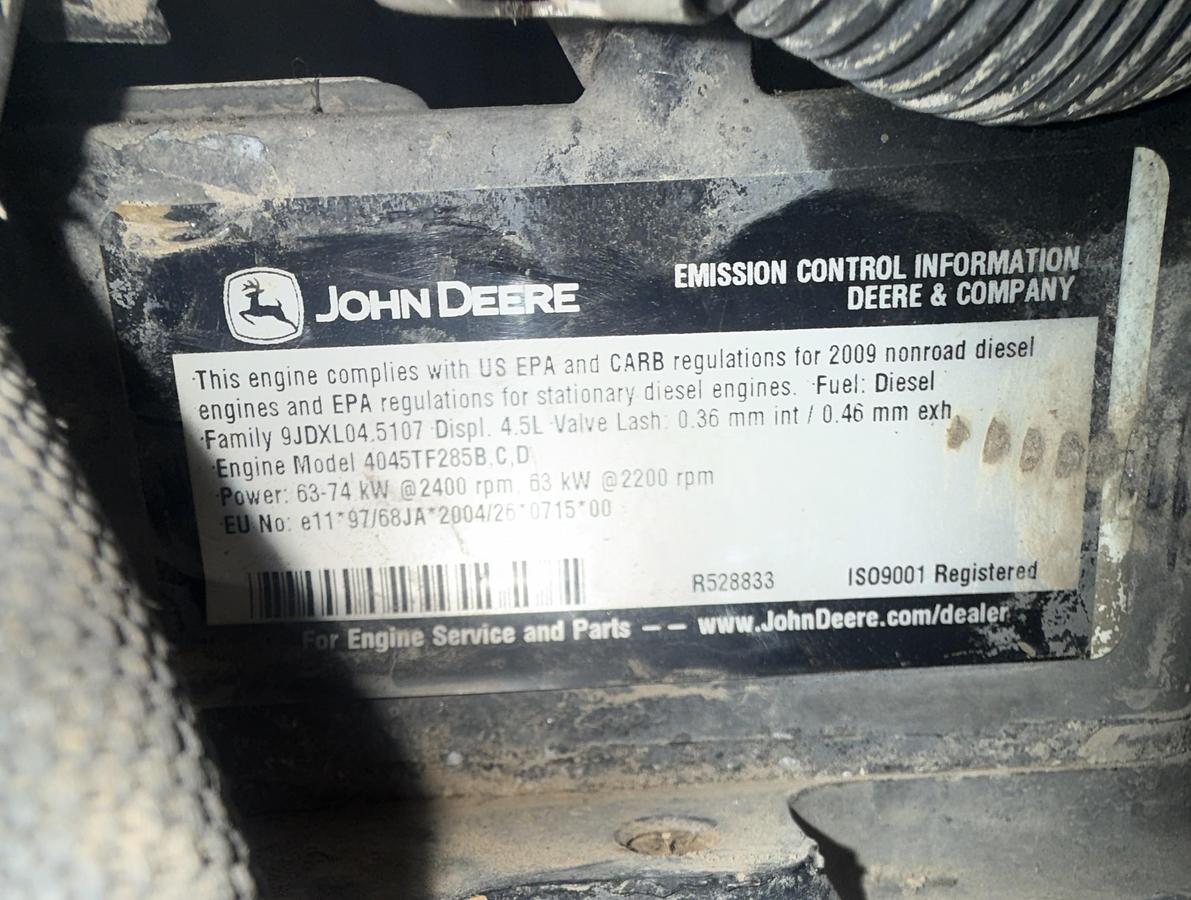 JOHN DEERE
EMISSION CONTROL INFORMATION
DEERE & COMPANY
·This engine complies with US EPA and CARB regulations for 2009 nonroad diesel
engines and EPA regulations for stationary diesel engines. ·Fuel: Diesel
·Family 9JDXL04.5107 ·Displ. 4.5L ·Valve Lash: 0.36 mm int / 0.46 mm exh
·Engine Model 4045TF285B,C,D
·Power: 63-74 kW @2400 rpm, 63 kW @2200 rpm
·EU No: e11*97/68JA*2004/26*0715*00
R528833
ISO9001 Registered
For Engine Service and Parts –– www.JohnDeere.com/dealer